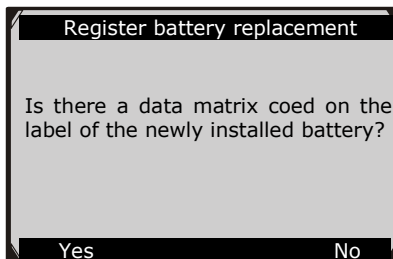 Register battery replacement
Is there a data matrix coed on the
label of the newly installed battery?
Yes No